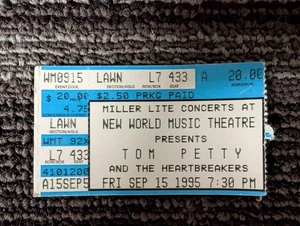 WM0915 LAWN L7 433 A 20.00
$ 20.00 $2.50 PRKG PAID
4.75 MILLER LITE CONCERTS AT
LAWN NEW WORLD MUSIC THEATRE
WMT 92X PRESENTS
L7 433 TOM PETTY
4101200 AND THE HEARTBREAKERS
A15SEP5 FRI SEP 15 1995 7:30 PM